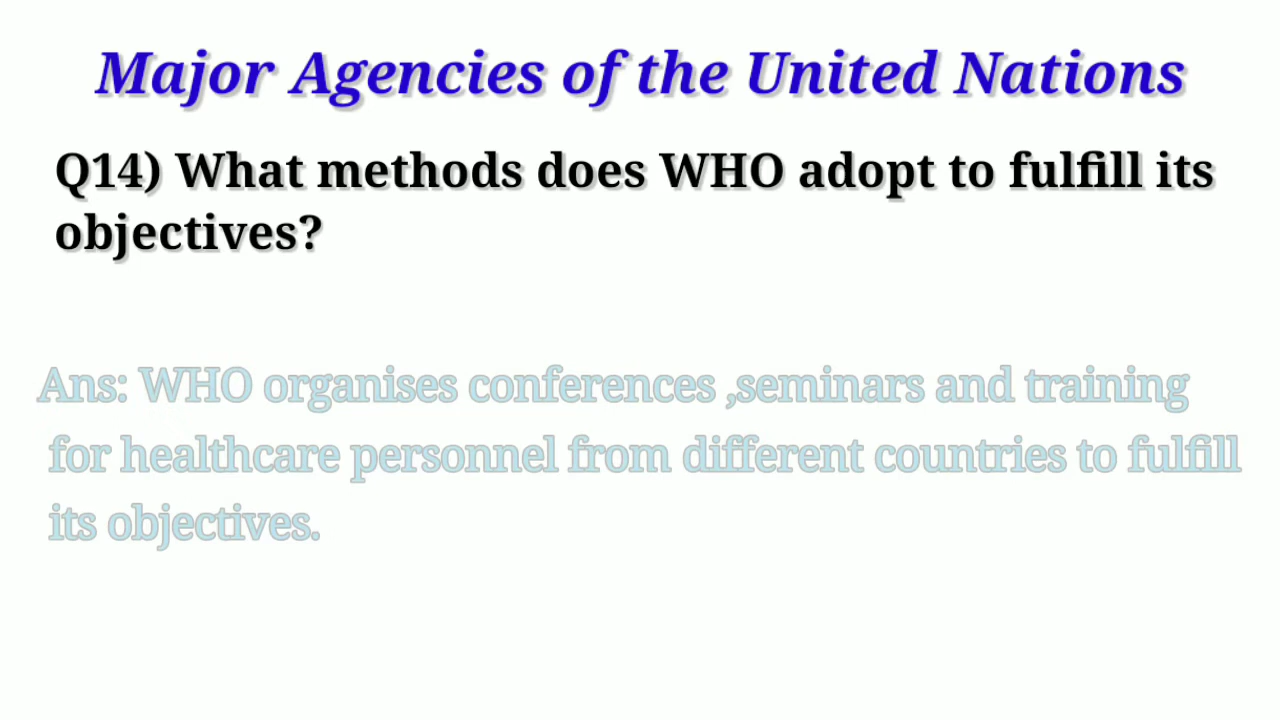 Major Agencies of the United Nations
Q14) What methods does WHO adopt to fulfill its
objectives?
Ans: WHO organises conferences ,seminars and training
for healthcare personnel from different countries to fulfill
its objectives.